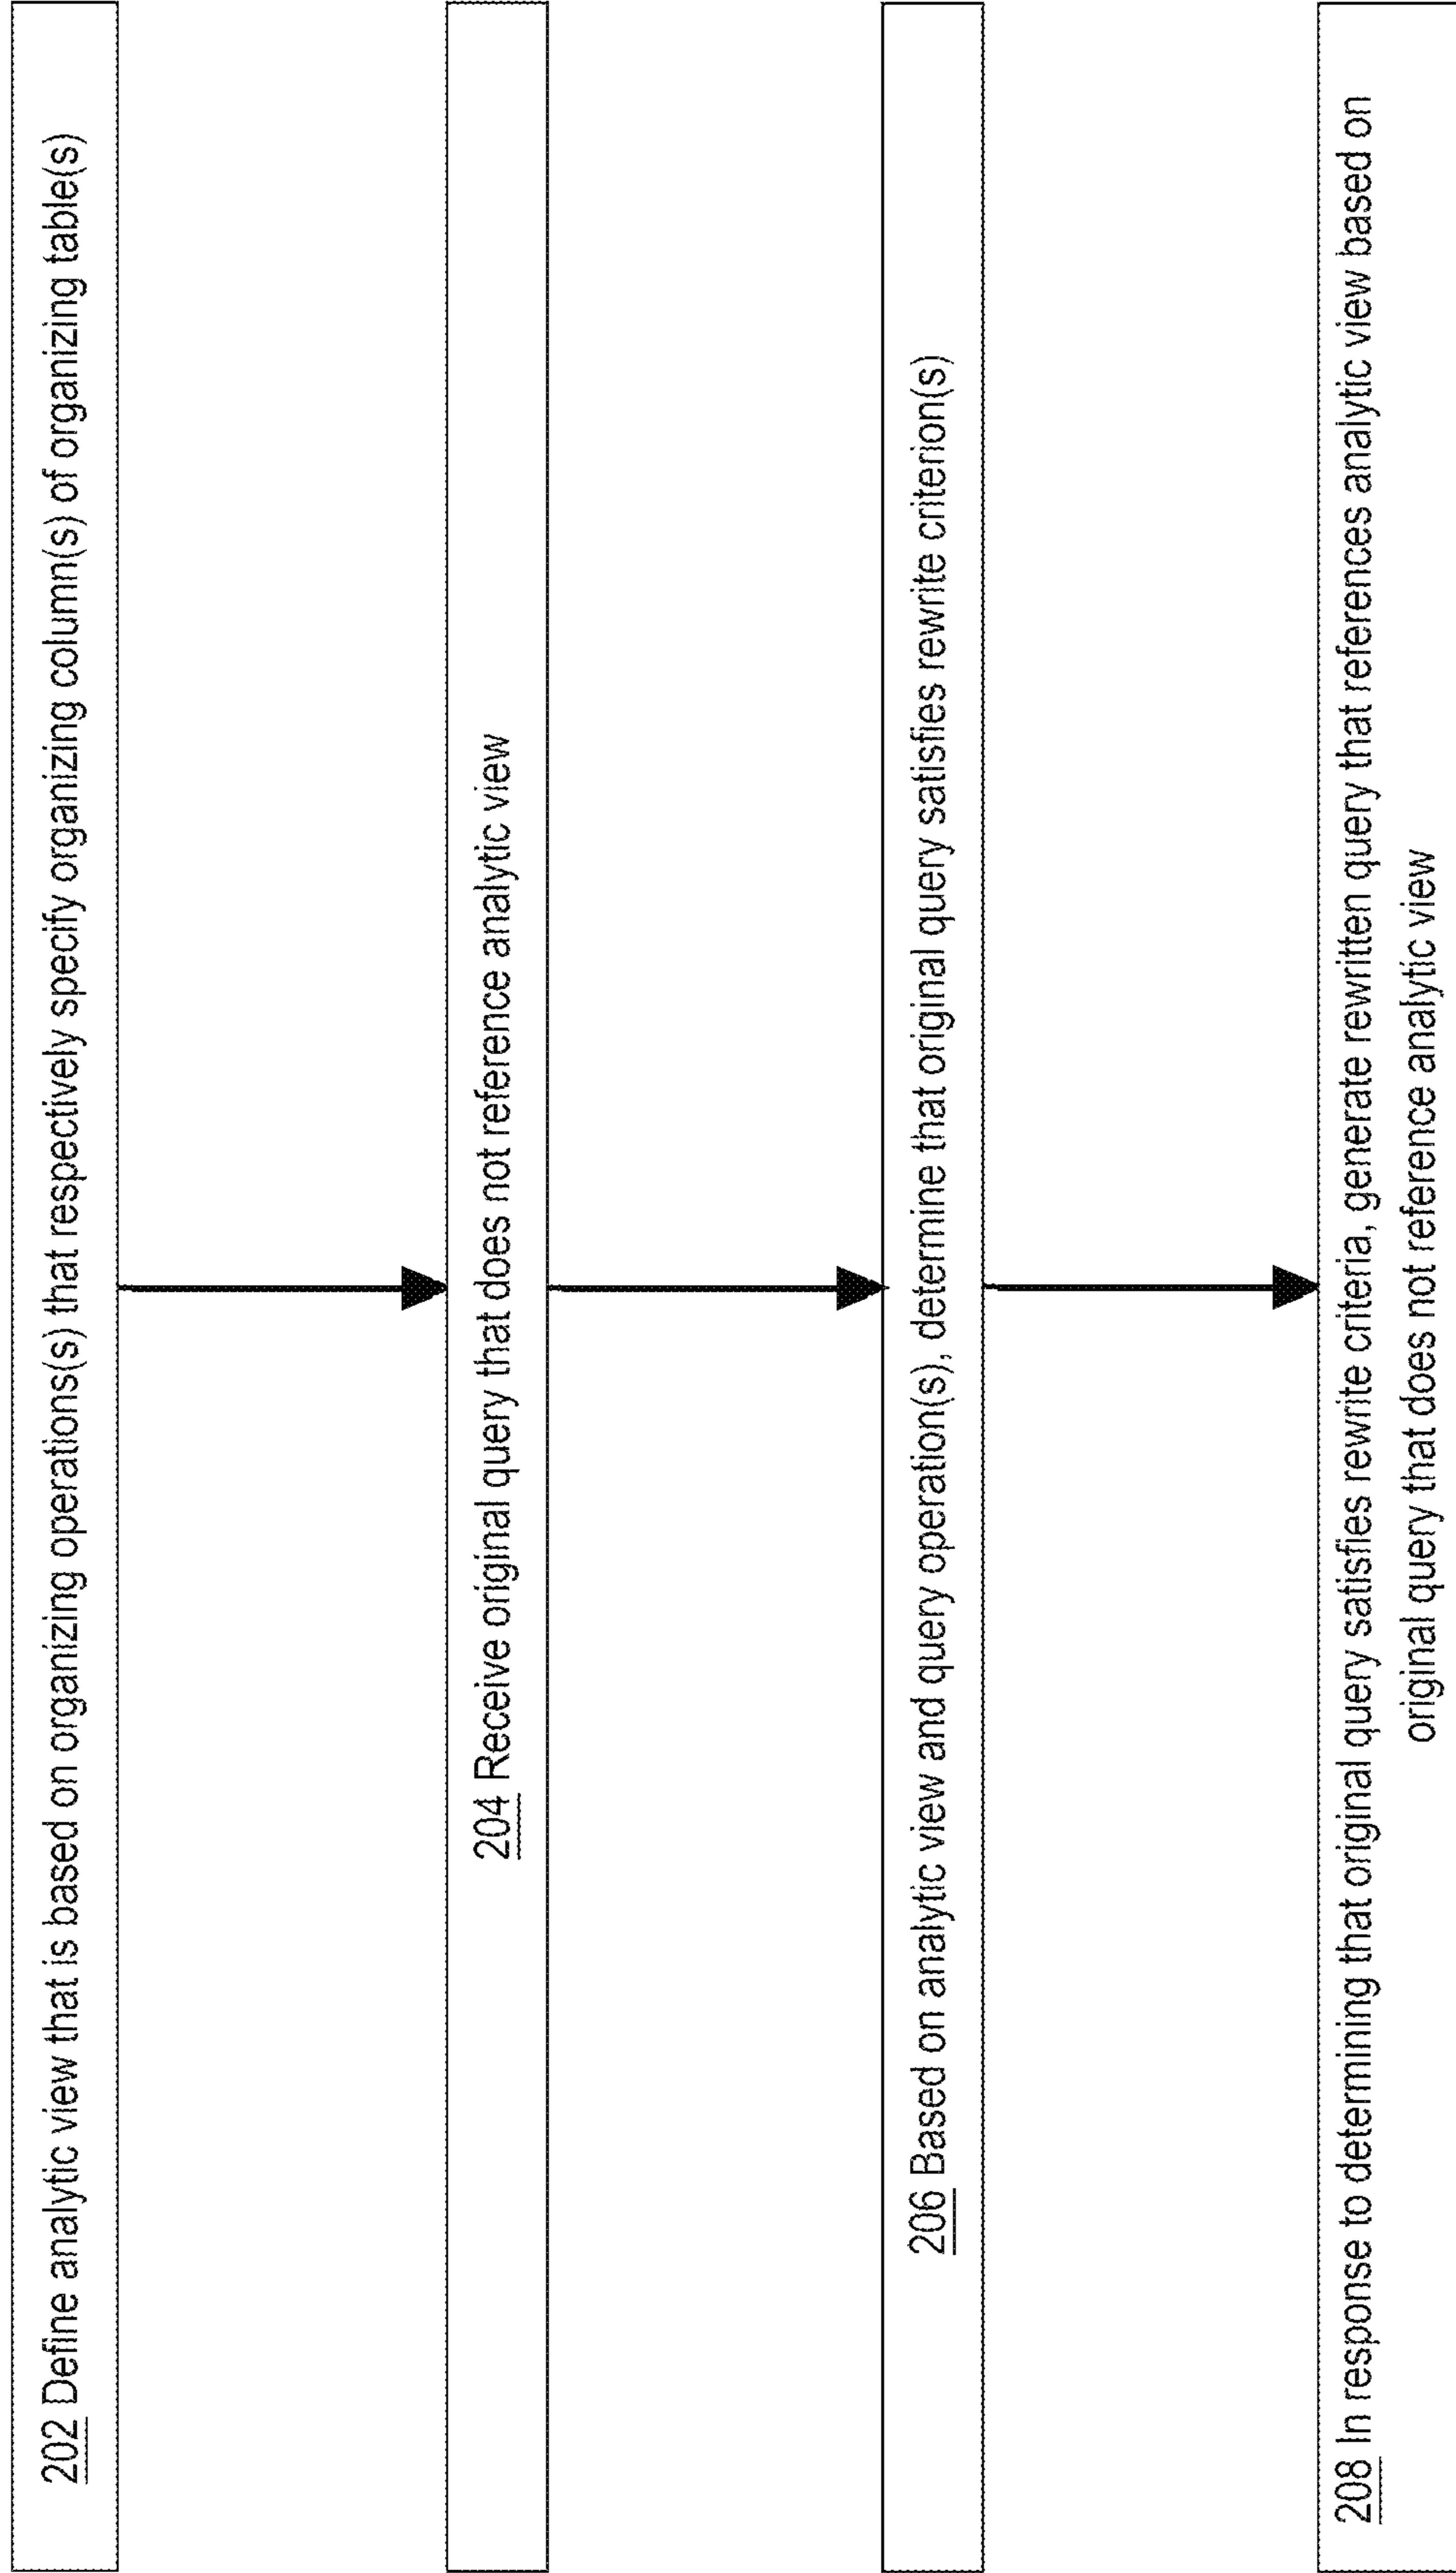 202 Define analytic view that is based on organizing operations(s) that respectively specify organizing column(s) of organizing table(s)
204 Receive original query that does not reference analytic view
206 Based on analytic view and query operation(s), determine that original query satisfies rewrite criterion(s)
208 In response to determining that original query satisfies rewrite criteria, generate rewritten query that references analytic view based on
original query that does not reference analytic view